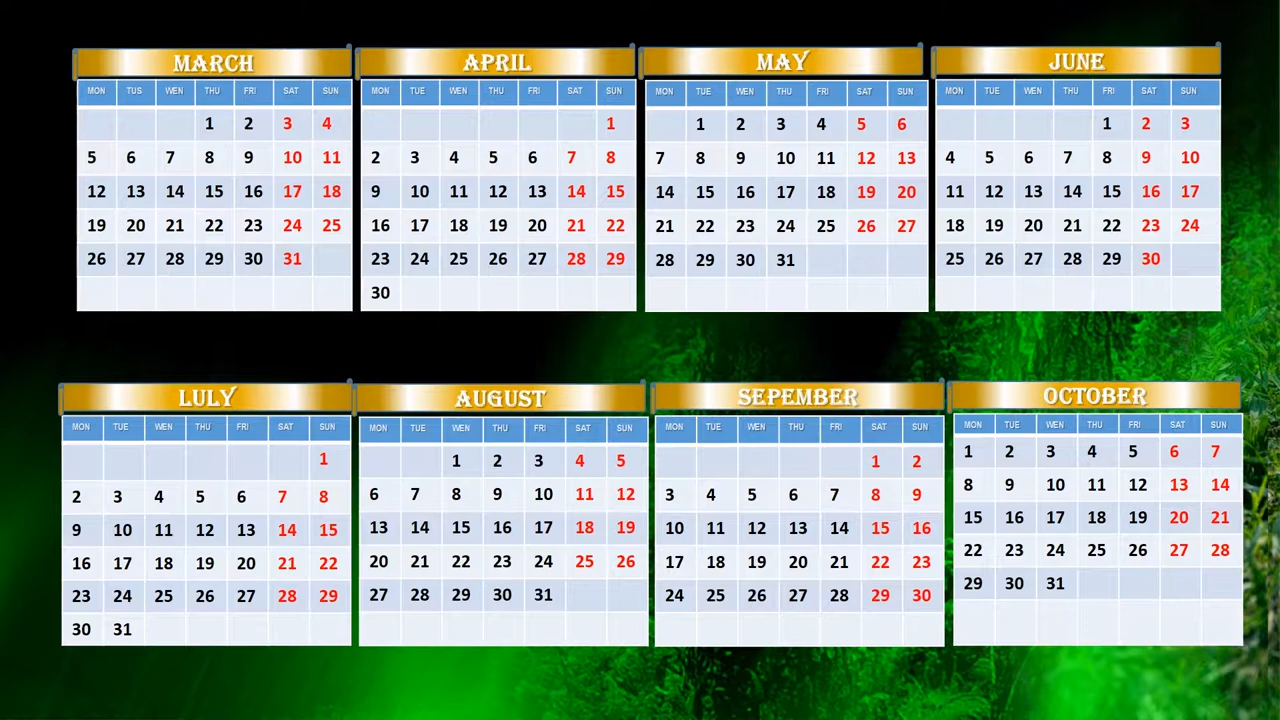 MARCH
MON TUS WEN THU FRI SAT SUN
1 2 3 4
5 6 7 8 9 10 11
12 13 14 15 16 17 18
19 20 21 22 23 24 25
26 27 28 29 30 31
APRIL
MON TUE WEN THU FRI SAT SUN
1
2 3 4 5 6 7 8
9 10 11 12 13 14 15
16 17 18 19 20 21 22
23 24 25 26 27 28 29
30
MAY
MON TUE WEN THU FRI SAT SUN
1 2 3 4 5 6
7 8 9 10 11 12 13
14 15 16 17 18 19 20
21 22 23 24 25 26 27
28 29 30 31
JUNE
MON TUE WEN THU FRI SAT SUN
1 2 3
4 5 6 7 8 9 10
11 12 13 14 15 16 17
18 19 20 21 22 23 24
25 26 27 28 29 30
LULY
MON TUE WEN THU FRI SAT SUN
1
2 3 4 5 6 7 8
9 10 11 12 13 14 15
16 17 18 19 20 21 22
23 24 25 26 27 28 29
30 31
AUGUST
MON TUE WEN THU FRI SAT SUN
1 2 3 4 5
6 7 8 9 10 11 12
13 14 15 16 17 18 19
20 21 22 23 24 25 26
27 28 29 30 31
SEPEMBER
MON TUE WEN THU FRI SAT SUN
1 2
3 4 5 6 7 8 9
10 11 12 13 14 15 16
17 18 19 20 21 22 23
24 25 26 27 28 29 30
OCTOBER
MON TUE WEN THU FRI SAT SUN
1 2 3 4 5 6 7
8 9 10 11 12 13 14
15 16 17 18 19 20 21
22 23 24 25 26 27 28
29 30 31